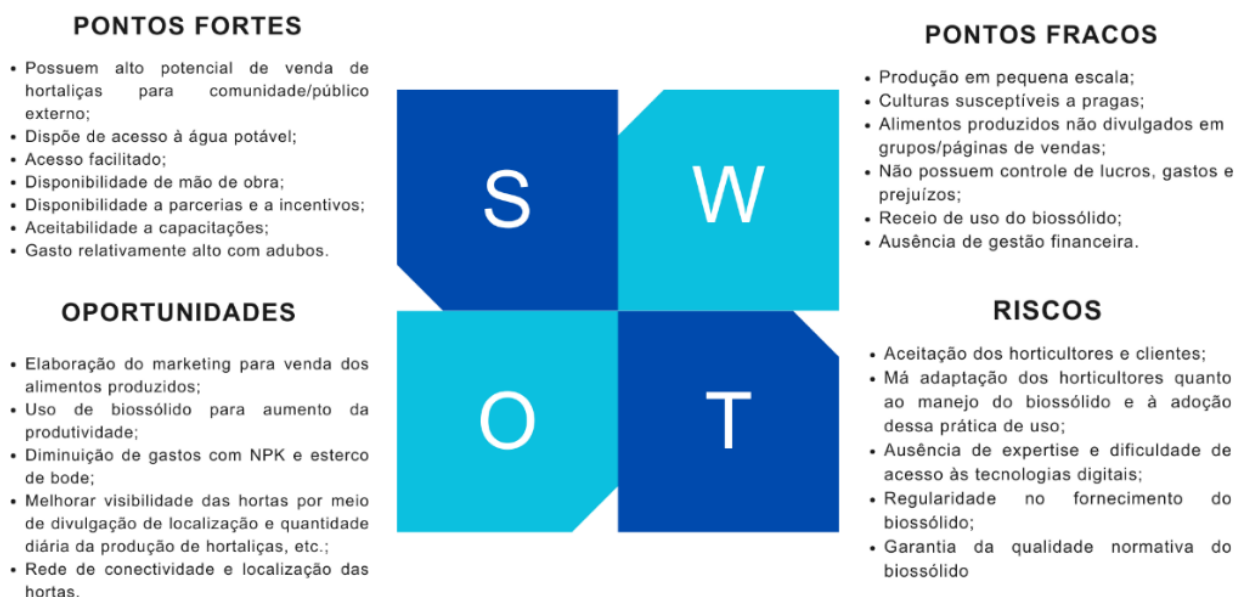 PONTOS FORTES
• Possuem alto potencial de venda de
hortaliças para comunidade/público
externo;
• Dispõe de acesso à água potável;
• Acesso facilitado;
• Disponibilidade de mão de obra;
• Disponibilidade a parcerias e a incentivos;
• Aceitabilidade a capacitações;
• Gasto relativamente alto com adubos.
S
W
PONTOS FRACOS
• Produção em pequena escala;
• Culturas susceptíveis a pragas;
• Alimentos produzidos não divulgados em
grupos/páginas de vendas;
• Não possuem controle de lucros, gastos e
prejuízos;
• Receio de uso do biossólido;
• Ausência de gestão financeira.
OPORTUNIDADES
• Elaboração do marketing para venda dos
alimentos produzidos;
• Uso de biossólido para aumento da
produtividade;
• Diminuição de gastos com NPK e esterco
de bode;
• Melhorar visibilidade das hortas por meio
de divulgação de localização e quantidade
diária da produção de hortaliças, etc.;
• Rede de conectividade e localização das
hortas.
O
T
RISCOS
• Aceitação dos horticultores e clientes;
• Má adaptação dos horticultores quanto
ao manejo do biossólido e à adoção
dessa prática de uso;
• Ausência de expertise e dificuldade de
acesso às tecnologias digitais;
• Regularidade no fornecimento do
biossólido;
• Garantia da qualidade normativa do
biossólido